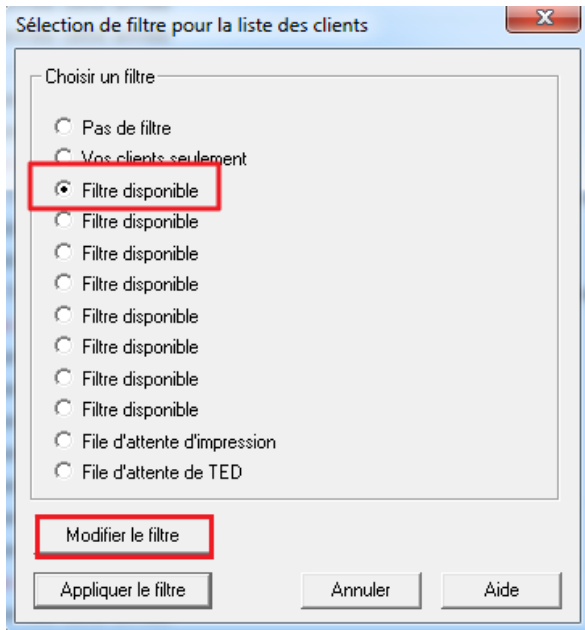 Sélection de filtre pour la liste des clients
Choisir un filtre
Pas de filtre
Vos clients seulement
Filtre disponible
Filtre disponible
Filtre disponible
Filtre disponible
Filtre disponible
Filtre disponible
Filtre disponible
Filtre disponible
File d'attente d'impression
File d'attente de TED
Modifier le filtre
Appliquer le filtre Annuler Aide